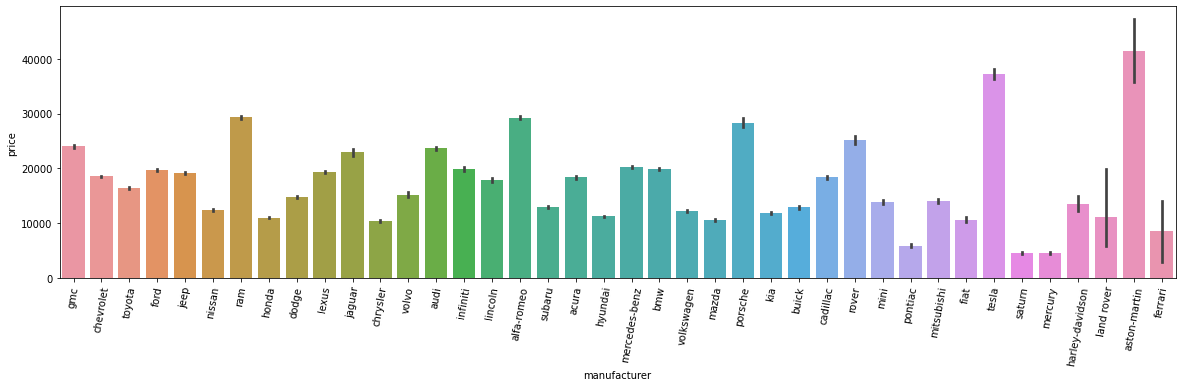 price
40000
30000
20000
10000
0
gmc
chevrolet
toyota
ford
jeep
nissan
ram
honda
dodge
lexus
jaguar
chrysler
volvo
audi
infiniti
lincoln
alfa-romeo
subaru
acura
hyundai
mercedes-benz
bmw
volkswagen
mazda
porsche
kia
buick
cadillac
rover
mini
pontiac
mitsubishi
fiat
tesla
saturn
mercury
harley-davidson
land rover
aston-martin
ferrari
manufacturer